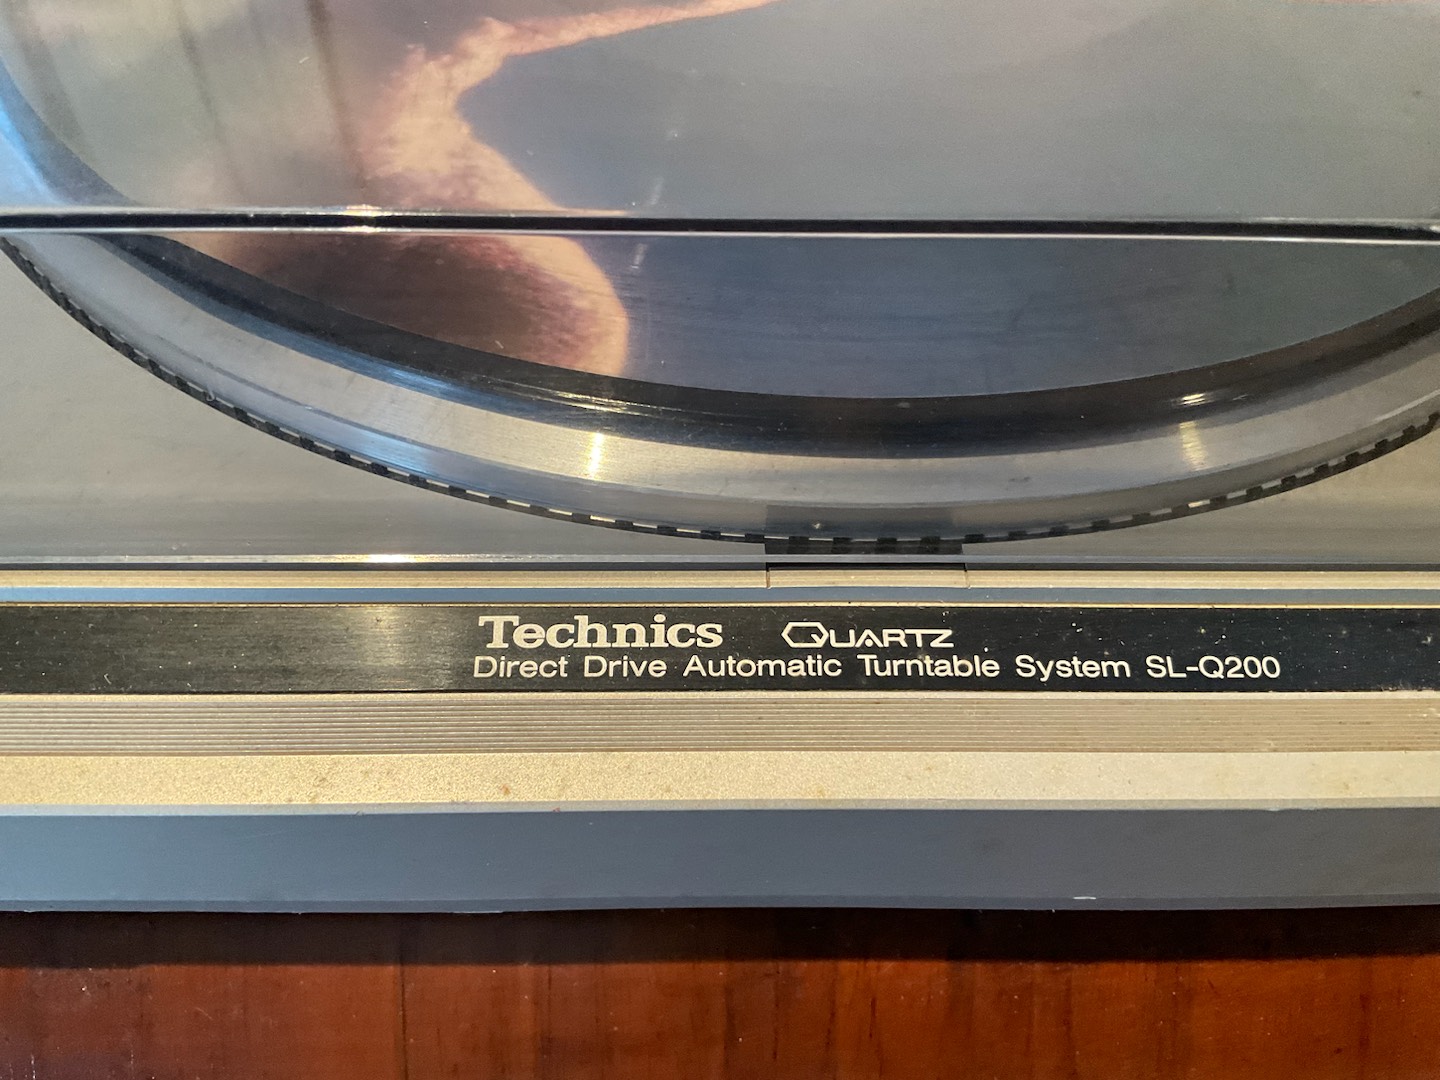 Technics QUARTZ
Direct Drive Automatic Turntable System SL-Q200